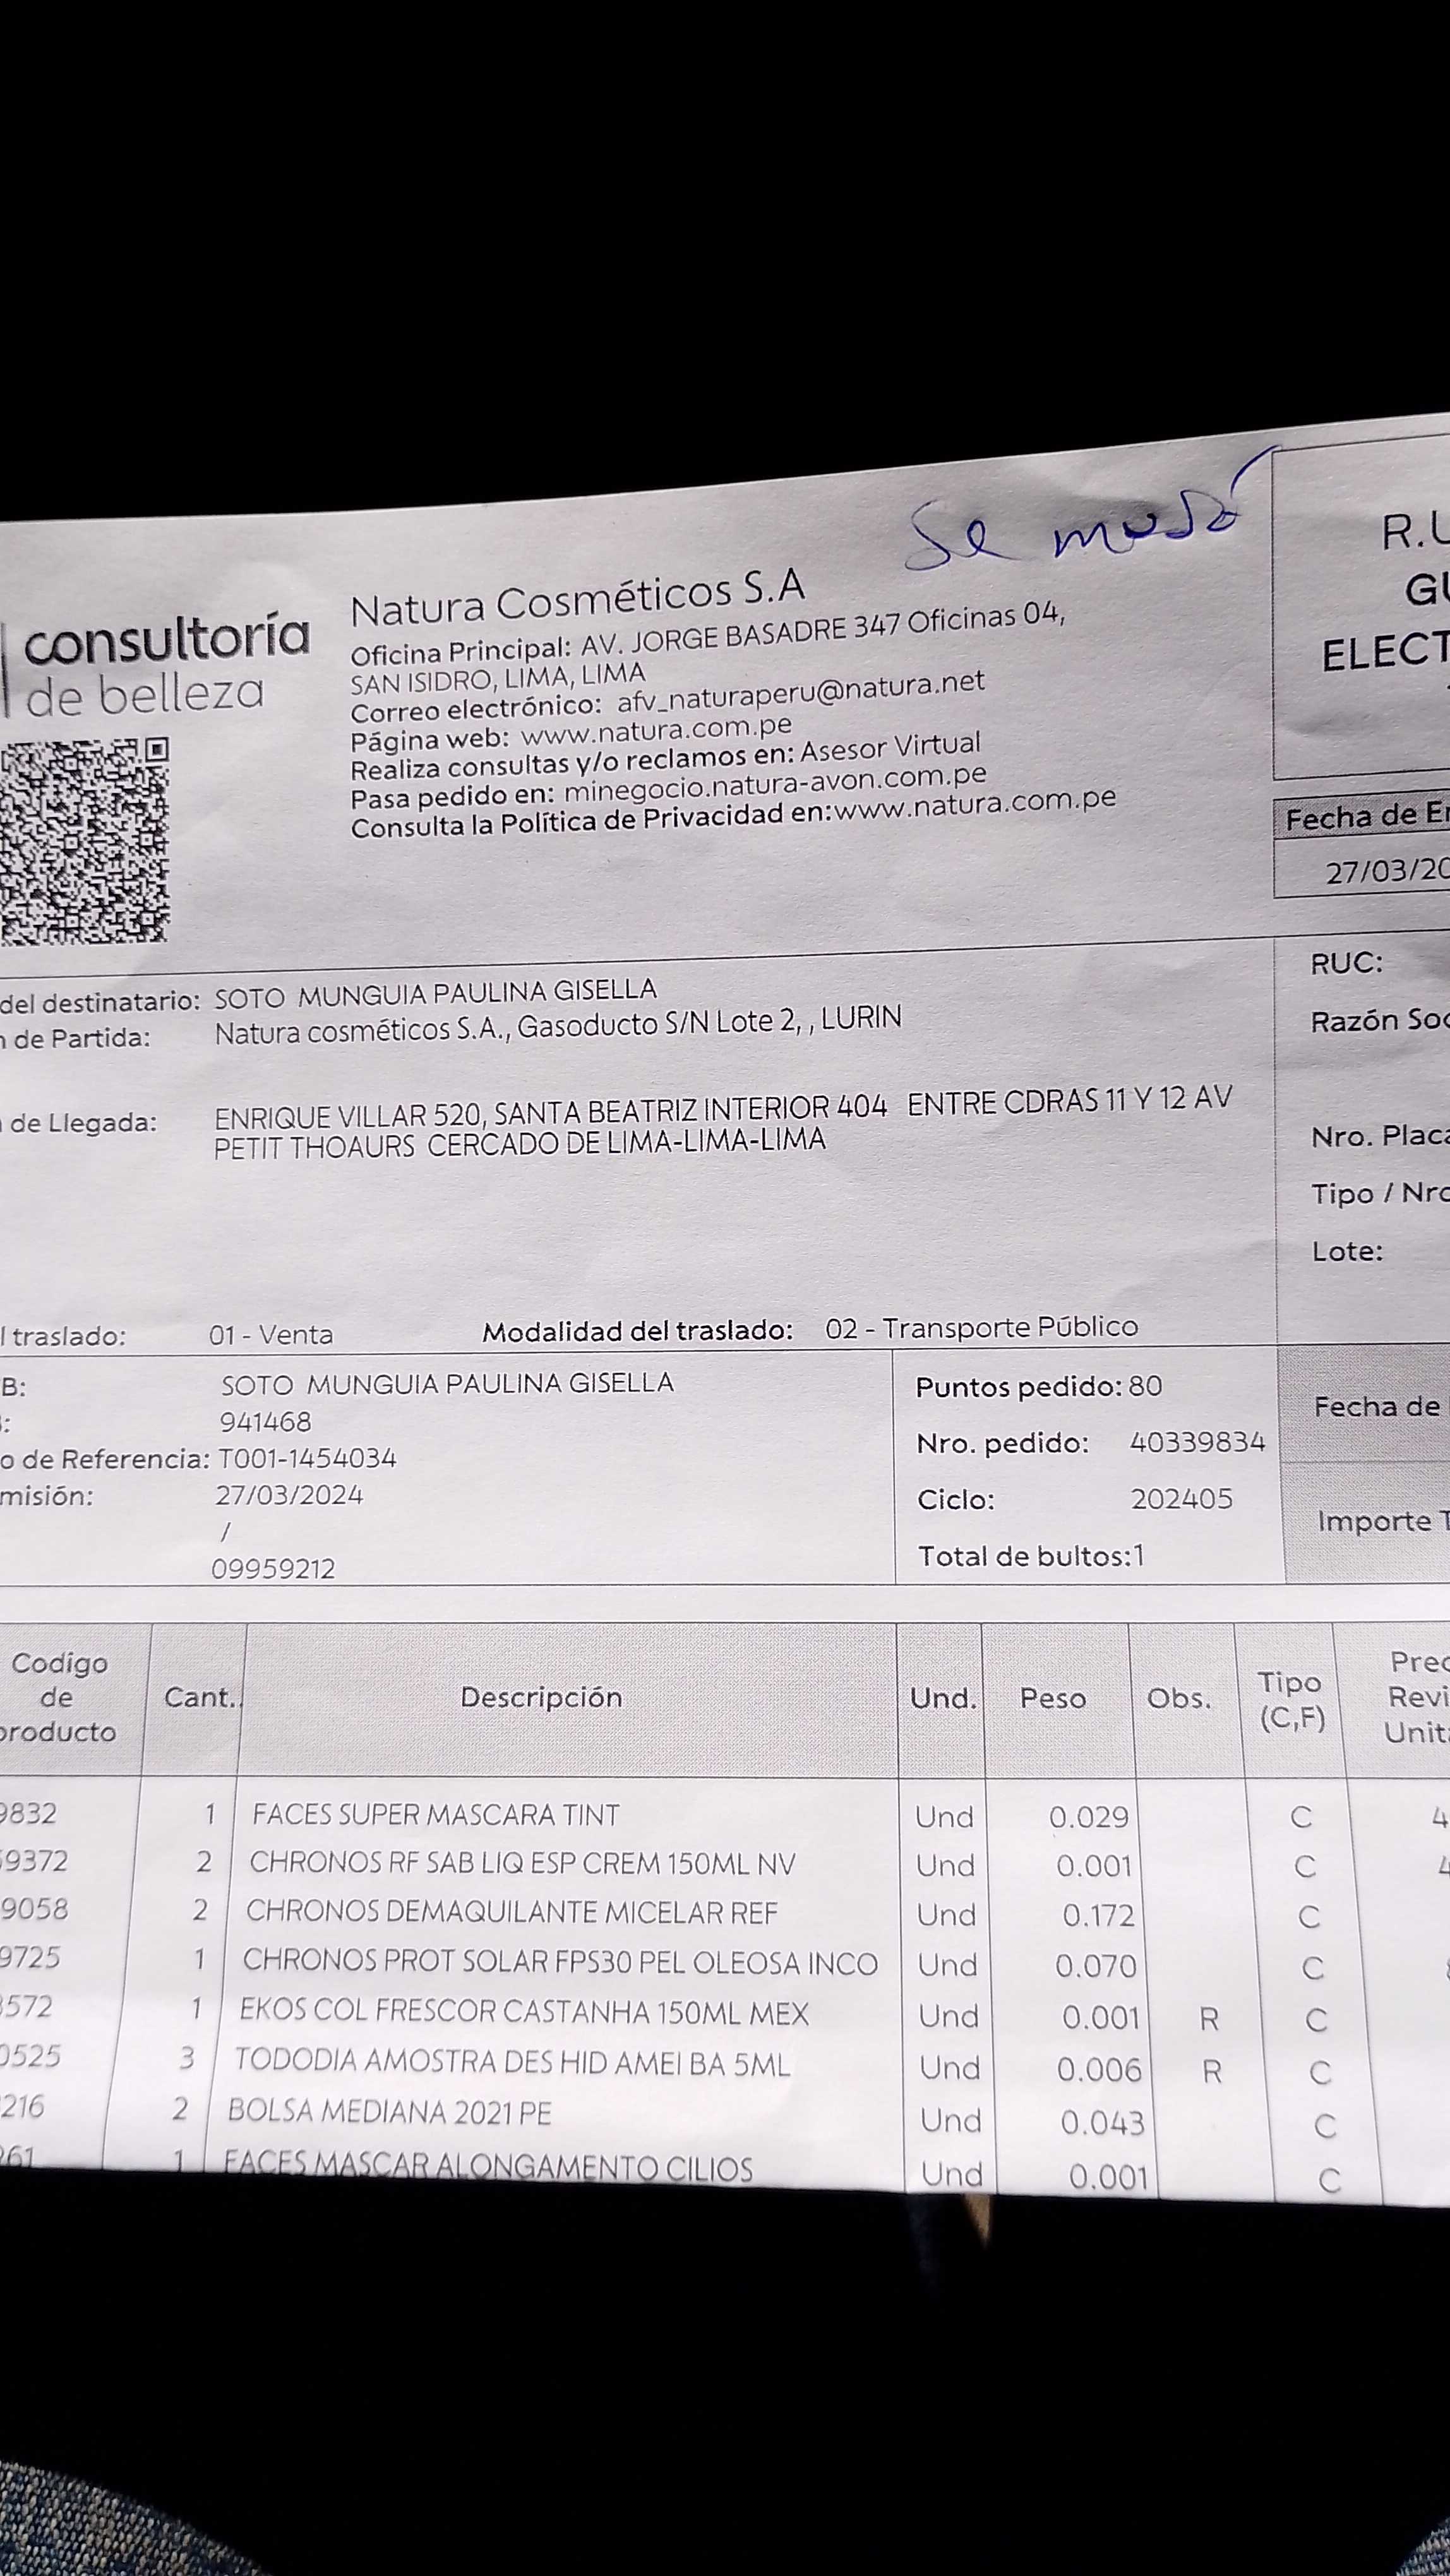 Se mudó
consultoría
de belleza
Natura Cosméticos S.A
Oficina Principal: AV. JORGE BASADRE 347 Oficinas 04,
SAN ISIDRO, LIMA, LIMA
Correo electrónico: afv_naturaperu@natura.net
Página web: www.natura.com.pe
Realiza consultas y/o reclamos en: Asesor Virtual
Pasa pedido en: minegocio.natura-avon.com.pe
Consulta la Política de Privacidad en:www.natura.com.pe
R.U
GU
ELECT
Fecha de Em
27/03/20
del destinatario: SOTO MUNGUIA PAULINA GISELLA
de Partida: Natura cosméticos S.A., Gasoducto S/N Lote 2, , LURIN
de Llegada: ENRIQUE VILLAR 520, SANTA BEATRIZ INTERIOR 404 ENTRE CDRAS 11 Y 12 AV
PETIT THOAURS CERCADO DE LIMA-LIMA-LIMA
RUC:
Razón Soc
Nro. Placa
Tipo / Nro
Lote:
l traslado: 01 - Venta Modalidad del traslado: 02 - Transporte Público
B: SOTO MUNGUIA PAULINA GISELLA
: 941468
o de Referencia: T001-1454034
misión: 27/03/2024
/
09959212
Puntos pedido: 80
Nro. pedido: 40339834
Ciclo: 202405
Total de bultos:1
Fecha de
Importe T
Codigo de producto Cant.. Descripción Und. Peso Obs. Tipo (C,F) Prec Revi Unita
9832 1 FACES SUPER MASCARA TINT Und 0.029 C 4
69372 2 CHRONOS RF SAB LIQ ESP CREM 150ML NV Und 0.001 C 4
9058 2 CHRONOS DEMAQUILANTE MICELAR REF Und 0.172 C
9725 1 CHRONOS PROT SOLAR FPS30 PEL OLEOSA INCO Und 0.070 C
3572 1 EKOS COL FRESCOR CASTANHA 150ML MEX Und 0.001 R C
0525 3 TODODIA AMOSTRA DES HID AMEI BA 5ML Und 0.006 R C
216 2 BOLSA MEDIANA 2021 PE Und 0.043 C
261 1 FACES MASCAR ALONGAMENTO CILIOS Und 0.001 C